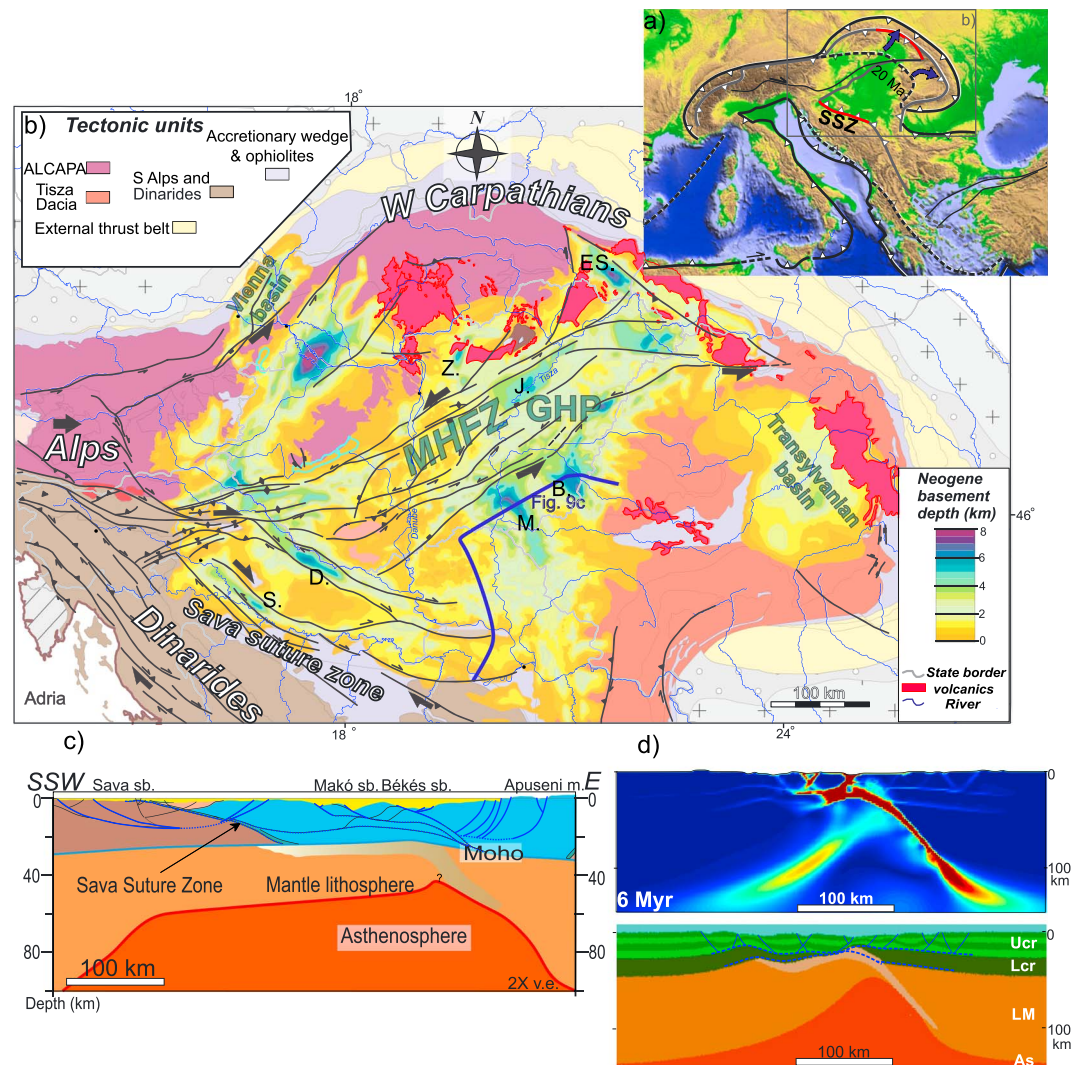 a)
b)
20 Ma
SSZ
18°
b)
Tectonic units
Accretionary wedge
& ophiolites
ALCAPA
Tisza
Dacia
S Alps and
Dinarides
External thrust belt
N
W Carpathians
Vienna
basin
ES.
Z.
J.
Tisza
MHFZ
GHP
Alps
Transylvanian
basin
B.
Fig. 9c
M.
Danube
D.
S.
Sava suture zone
Dinarides
Adria
Neogene
basement
depth (km)
8
6
4
2
0
46°
State border
volcanics
River
100 km
18°
24°
c)
SSW
Sava sb.
Makó sb.
Békés sb.
Apuseni m.
E
0
40
80
Moho
Sava Suture Zone
Mantle lithosphere
?
Asthenosphere
100 km
2X v.e.
Depth (km)
d)
0
100
km
6 Myr
100 km
0
Ucr
Lcr
LM
100
km
100 km
As